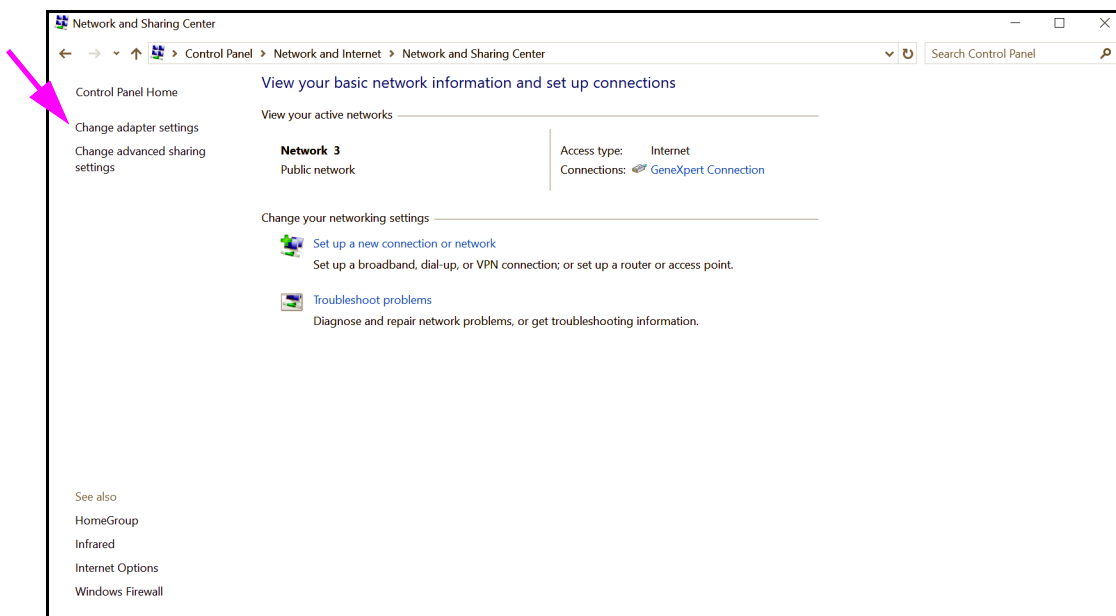 Network and Sharing Center
Control Panel > Network and Internet > Network and Sharing Center
Search Control Panel
Control Panel Home
Change adapter settings
Change advanced sharing
settings
View your basic network information and set up connections
View your active networks
Network 3
Public network
Access type: Internet
Connections: GeneXpert Connection
Change your networking settings
Set up a new connection or network
Set up a broadband, dial-up, or VPN connection; or set up a router or access point.
Troubleshoot problems
Diagnose and repair network problems, or get troubleshooting information.
See also
HomeGroup
Infrared
Internet Options
Windows Firewall